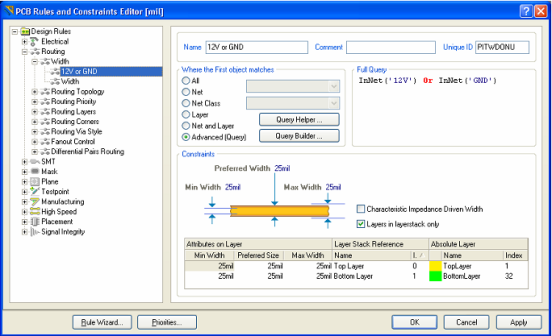 PCB Rules and Constraints Editor [mil]
Design Rules
Electrical
Routing
Width
12V or GND
Width
Routing Topology
Routing Priority
Routing Layers
Routing Corners
Routing Via Style
Fanout Control
Differential Pairs Routing
SMT
Mask
Plane
Testpoint
Manufacturing
High Speed
Placement
Signal Integrity
Name 12V or GND Comment Unique ID PITWDONU
Where the First object matches
All
Net
Net Class
Layer
Net and Layer
Advanced (Query)
Query Helper ...
Query Builder ...
Full Query
InNet('12V') Or InNet('GND')
Constraints
Preferred Width 25mil
Min Width 25mil Max Width 25mil
Characteristic Impedance Driven Width
Layers in layerstack only
Attributes on Layer Layer Stack Reference Absolute Layer
Min Width Preferred Size Max Width Name I. / Name Index
25mil 25mil 25mil Top Layer 0 TopLayer 1
25mil 25mil 25mil Bottom Layer 1 BottomLayer 32
Rule Wizard... Priorities... OK Cancel Apply